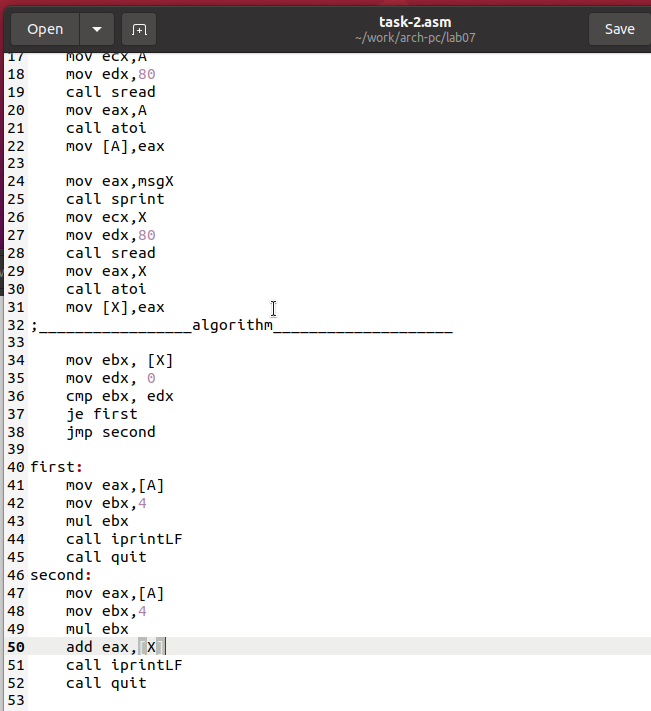 Open
task-2.asm
~/work/arch-pc/lab07
Save
17 mov ecx,A
18 mov edx,80
19 call sread
20 mov eax,A
21 call atoi
22 mov [A],eax
23
24 mov eax,msgX
25 call sprint
26 mov ecx,X
27 mov edx,80
28 call sread
29 mov eax,X
30 call atoi
31 mov [X],eax
32 ;_________________algorithm____________________
33
34 mov ebx, [X]
35 mov edx, 0
36 cmp ebx, edx
37 je first
38 jmp second
39
40 first:
41 mov eax,[A]
42 mov ebx,4
43 mul ebx
44 call iprintLF
45 call quit
46 second:
47 mov eax,[A]
48 mov ebx,4
49 mul ebx
50 add eax,[X]
51 call iprintLF
52 call quit
53